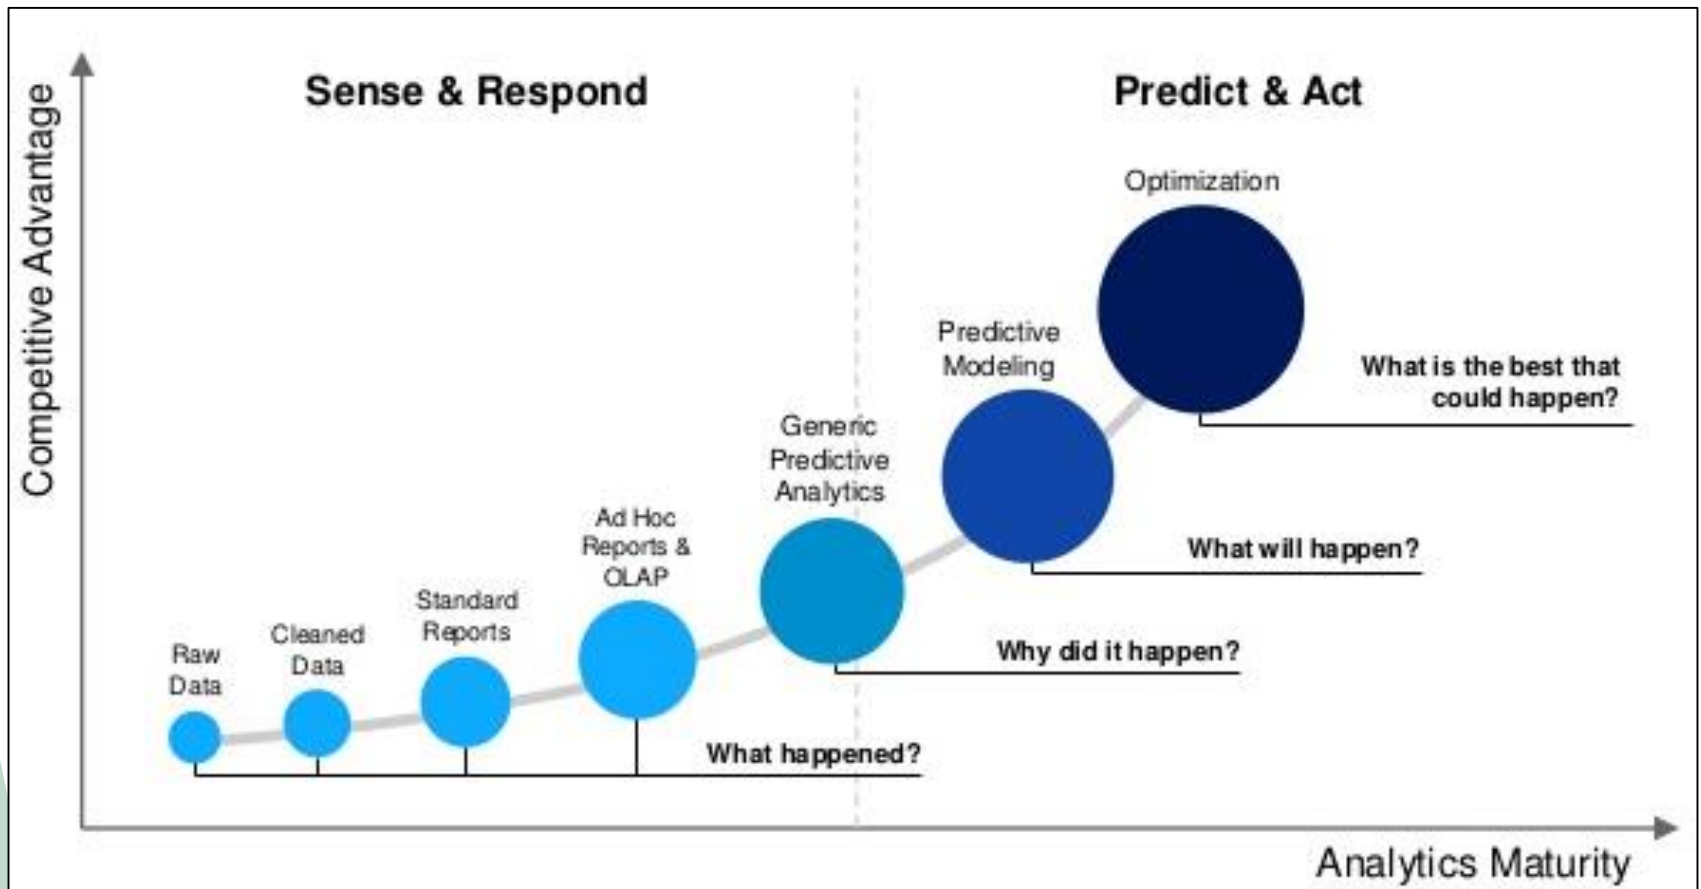 Sense & Respond
Predict & Act
Competitive Advantage
Optimization
Predictive
Modeling
What is the best that
could happen?
Generic
Predictive
Analytics
Ad Hoc
Reports &
OLAP
What will happen?
Standard
Reports
Cleaned
Data
Raw
Data
Why did it happen?
What happened?
Analytics Maturity